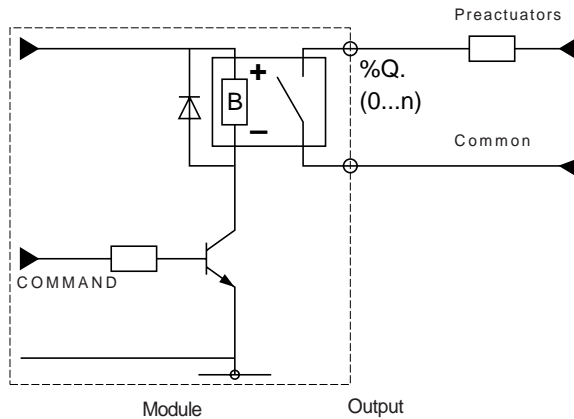 Preactuators
+
%Q.
B
(0...n)
–
Common
COMMAND
Module
Output